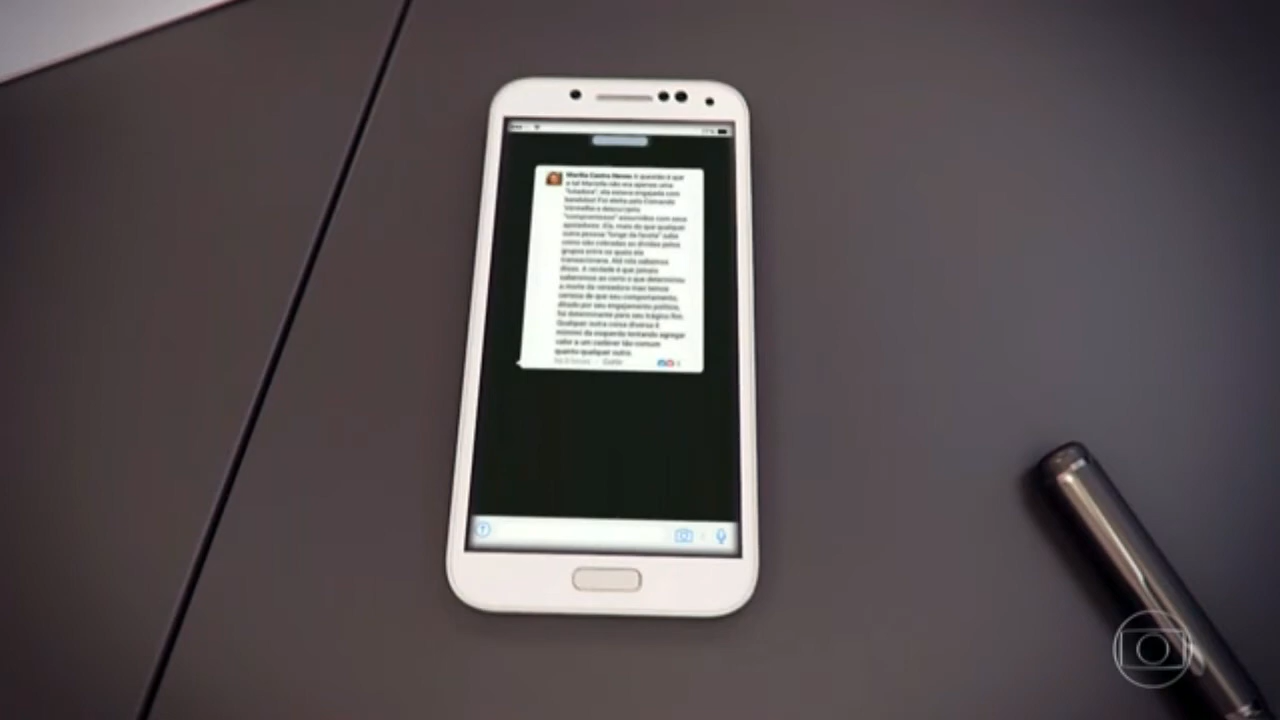 Marilia Castro Neves A questão é que
a tal Marielle não era apenas uma
"lutadora", ela estava engajada com
bandidos! Foi eleita pelo Comando
Vermelho e descumpriu
"compromissos" assumidos com seus
apoiadores. Ela, mais do que qualquer
outra pessoa "longe da favela" sabe
como são cobradas as dívidas pelos
grupos entre os quais ela
transacionava. Até nós sabemos
disso. A verdade é que jamais
saberemos ao certo o que determinou
a morte da vereadora mas temos
certeza de que seu comportamento,
ditado por seu engajamento político,
foi determinante para seu trágico fim.
Qualquer outra coisa diversa é
mimimi da esquerda tentando agregar
valor a um cadáver tão comum
quanto qualquer outro.
Curtir